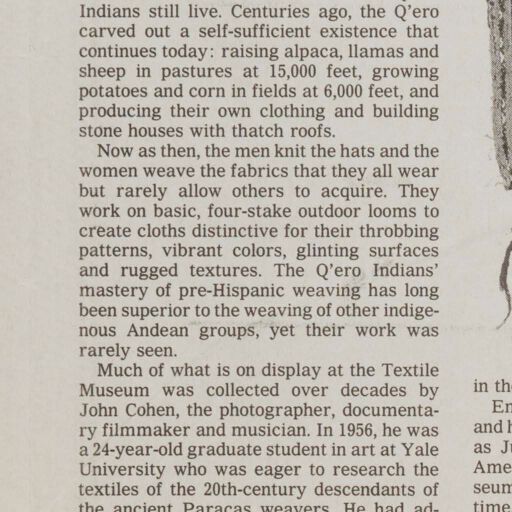 Indians still live. Centuries ago, the Q'ero
carved out a self-sufficient existence that
continues today: raising alpaca, llamas and
sheep in pastures at 15,000 feet, growing
potatoes and corn in fields at 6,000 feet, and
producing their own clothing and building
stone houses with thatch roofs.
Now as then, the men knit the hats and the
women weave the fabrics that they all wear
but rarely allow others to acquire. They
work on basic, four-stake outdoor looms to
create cloths distinctive for their throbbing
patterns, vibrant colors, glinting surfaces
and rugged textures. The Q'ero Indians'
mastery of pre-Hispanic weaving has long
been superior to the weaving of other indige-
nous Andean groups, yet their work was
rarely seen.
Much of what is on display at the Textile
Museum was collected over decades by
John Cohen, the photographer, documenta-
ry filmmaker and musician. In 1956, he was
a 24-year-old graduate student in art at Yale
University who was eager to research the
textiles of the 20th-century descendants of
the ancient Paracas weavers. He had ad-
in th
En
and h
as Ju
Ame
seum
time